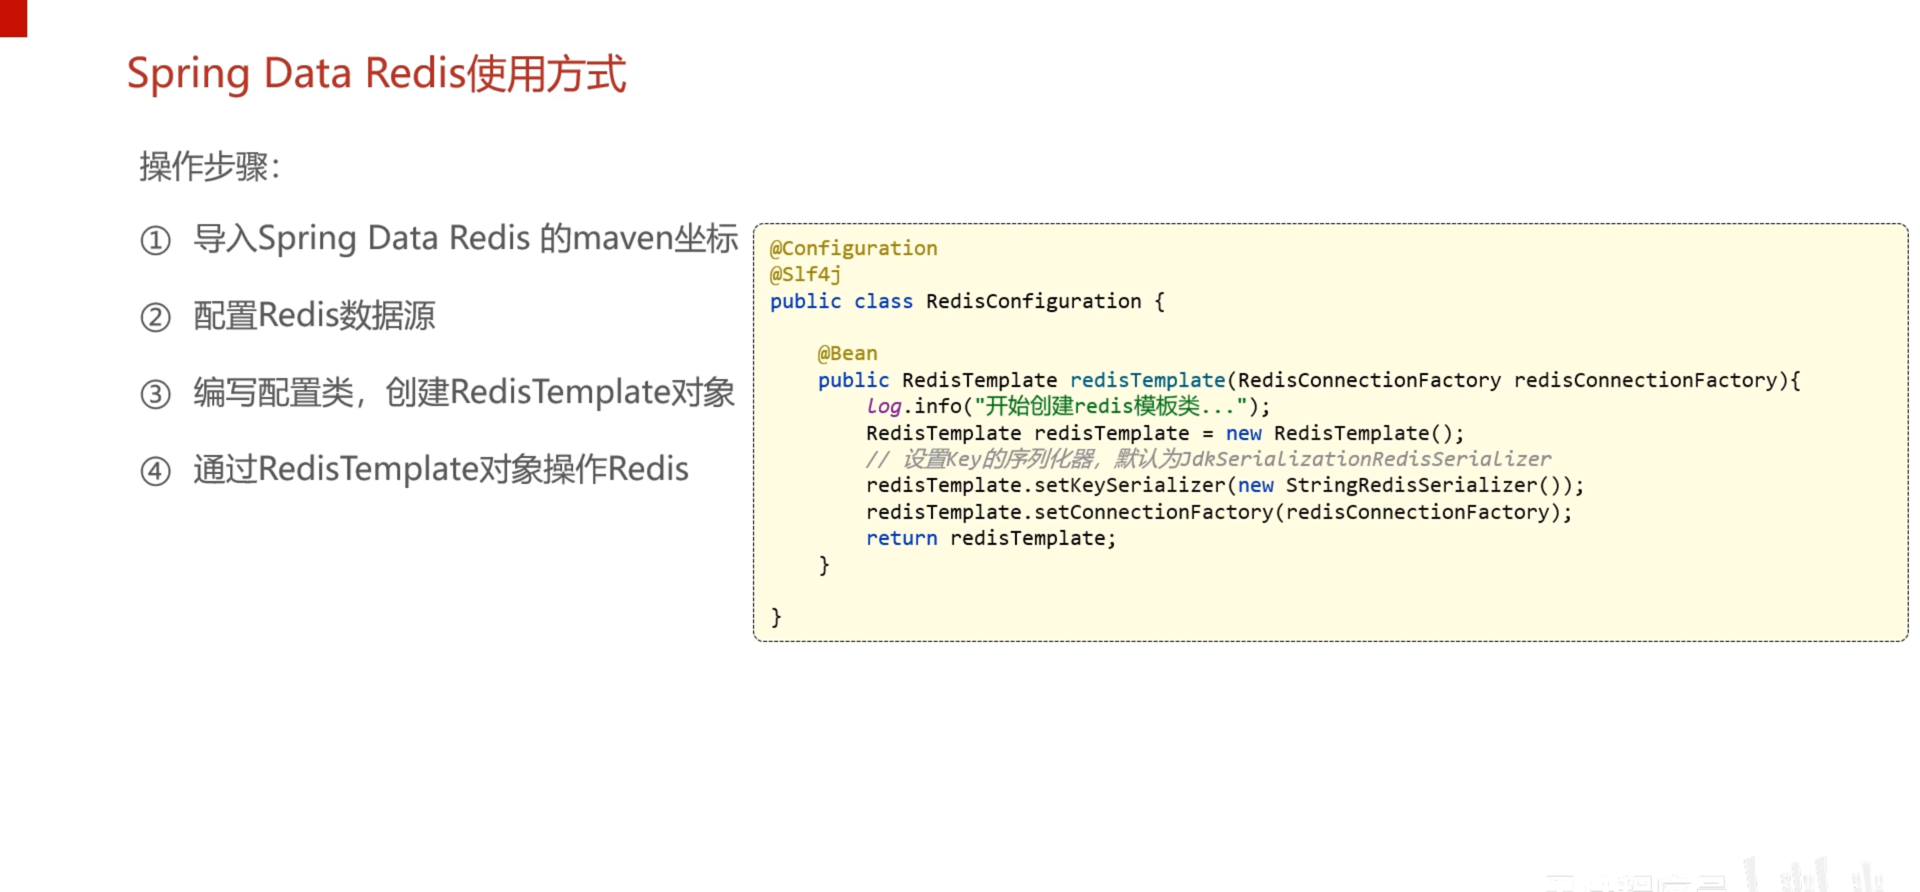 Spring Data Redis使用方式
操作步骤：
① 导入Spring Data Redis 的maven坐标
② 配置Redis数据源
③ 编写配置类，创建RedisTemplate对象
④ 通过RedisTemplate对象操作Redis
@Configuration
@Slf4j
public class RedisConfiguration {
@Bean
public RedisTemplate redisTemplate(RedisConnectionFactory redisConnectionFactory){
log.info("开始创建redis模板类...");
RedisTemplate redisTemplate = new RedisTemplate();
// 设置Key的序列化器，默认为JdkSerializationRedisSerializer
redisTemplate.setKeySerializer(new StringRedisSerializer());
redisTemplate.setConnectionFactory(redisConnectionFactory);
return redisTemplate;
}
}